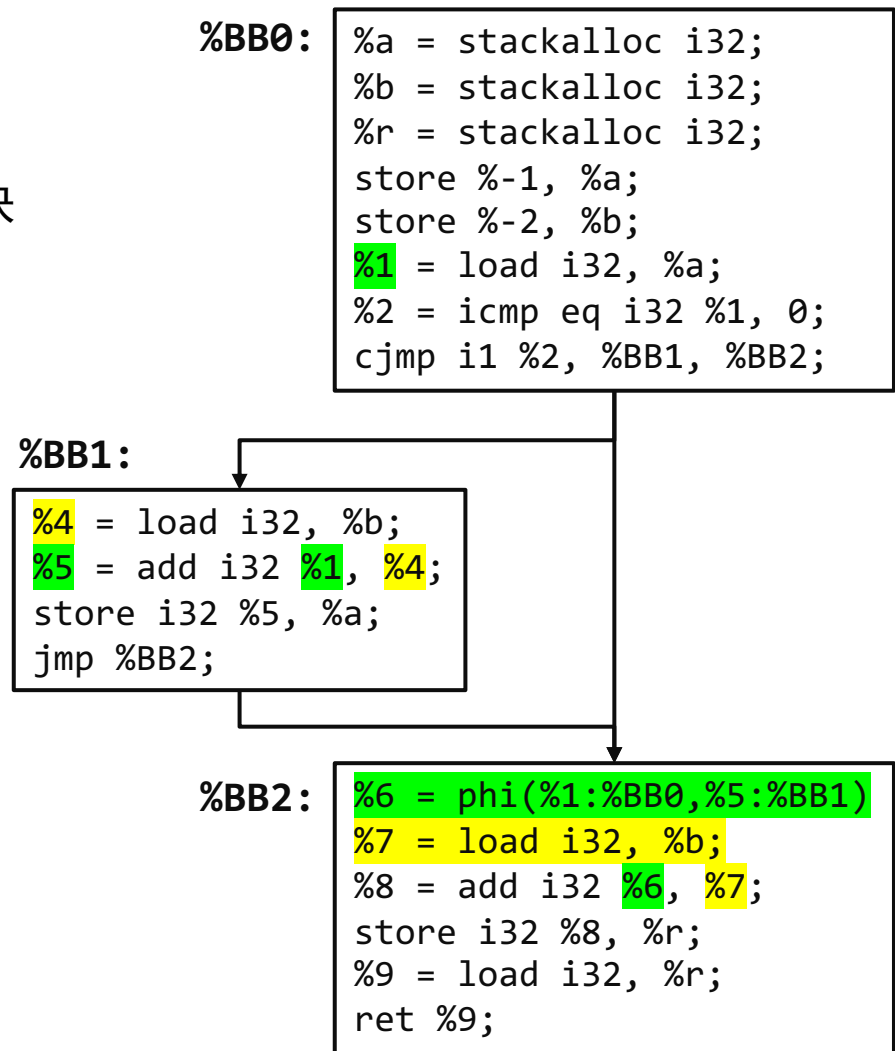 %BB0:
%a = stackalloc i32;
%b = stackalloc i32;
%r = stackalloc i32;
store %-1, %a;
store %-2, %b;
%1 = load i32, %a;
%2 = icmp eq i32 %1, 0;
cjmp i1 %2, %BB1, %BB2;
%BB1:
%4 = load i32, %b;
%5 = add i32 %1, %4;
store i32 %5, %a;
jmp %BB2;
%BB2:
%6 = phi(%1:%BB0,%5:%BB1)
%7 = load i32, %b;
%8 = add i32 %6, %7;
store i32 %8, %r;
%9 = load i32, %r;
ret %9;